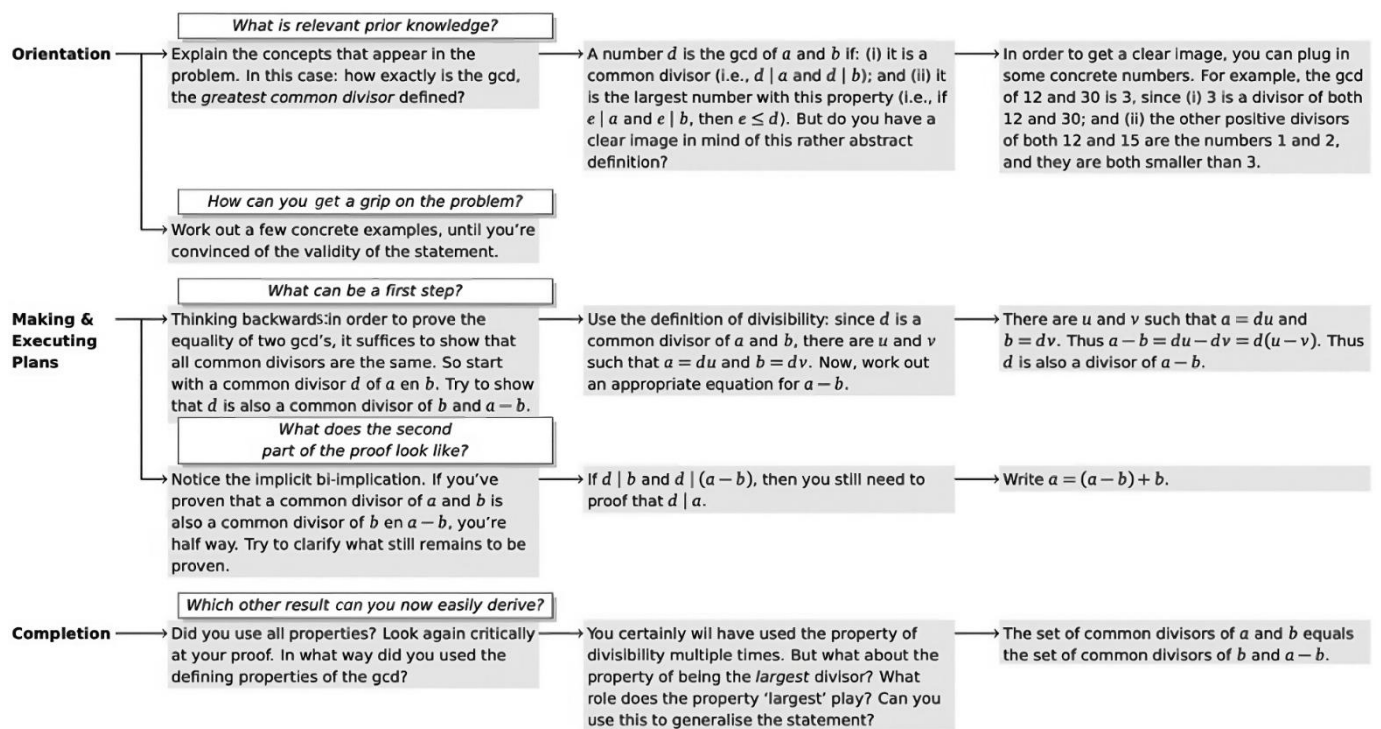 What is relevant prior knowledge?
Orientation
Explain the concepts that appear in the
problem. In this case: how exactly is the gcd,
the greatest common divisor defined?
A number d is the gcd of a and b if: (i) it is a
common divisor (i.e., d | a and d | b); and (ii) it
is the largest number with this property (i.e., if
e | a and e | b, then e ≤ d). But do you have a
clear image in mind of this rather abstract
definition?
In order to get a clear image, you can plug in
some concrete numbers. For example, the gcd
of 12 and 30 is 3, since (i) 3 is a divisor of both
12 and 30; and (ii) the other positive divisors
of both 12 and 15 are the numbers 1 and 2,
and they are both smaller than 3.
How can you get a grip on the problem?
Work out a few concrete examples, until you're
convinced of the validity of the statement.
What can be a first step?
Making &
Executing
Plans
Thinking backwards:in order to prove the
equality of two gcd's, it suffices to show that
all common divisors are the same. So start
with a common divisor d of a en b. Try to show
that d is also a common divisor of b and a − b.
Use the definition of divisibility: since d is a
common divisor of a and b, there are u and v
such that a = du and b = dv. Now, work out
an appropriate equation for a − b.
There are u and v such that a = du and
b = dv. Thus a − b = du − dv = d(u − v). Thus
d is also a divisor of a − b.
What does the second
part of the proof look like?
Notice the implicit bi-implication. If you've
proven that a common divisor of a and b is
also a common divisor of b en a − b, you're
half way. Try to clarify what still remains to be
proven.
If d | b and d | (a − b), then you still need to
proof that d | a.
Write a = (a − b) + b.
Which other result can you now easily derive?
Completion
Did you use all properties? Look again critically
at your proof. In what way did you used the
defining properties of the gcd?
You certainly wil have used the property of
divisibility multiple times. But what about the
property of being the largest divisor? What
role does the property 'largest' play? Can you
use this to generalise the statement?
The set of common divisors of a and b equals
the set of common divisors of b and a − b.